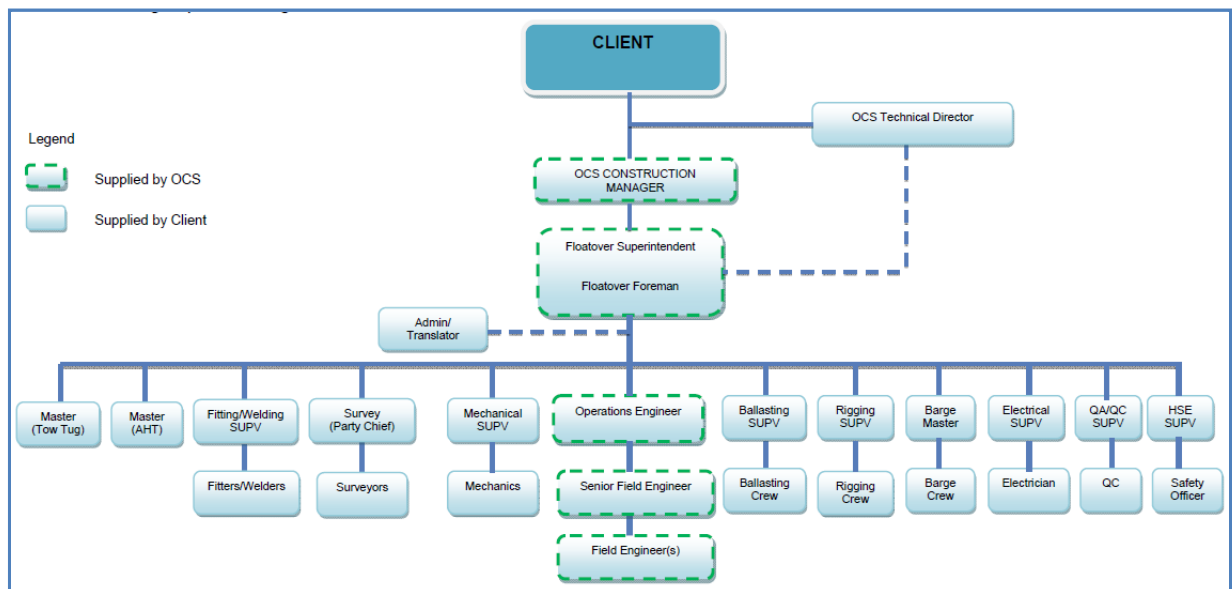 CLIENT
OCS Technical Director
Legend
Supplied by OCS
Supplied by Client
OCS CONSTRUCTION
MANAGER
Floatover Superintendent
Floatover Foreman
Admin/
Translator
Master
(Tow Tug)
Master
(AHT)
Fitting/Welding
SUPV
Survey
(Party Chief)
Mechanical
SUPV
Operations Engineer
Ballasting
SUPV
Rigging
SUPV
Barge
Master
Electrical
SUPV
QA/QC
SUPV
HSE
SUPV
Fitters/Welders
Surveyors
Mechanics
Senior Field Engineer
Ballasting
Crew
Rigging
Crew
Barge
Crew
Electrician
QC
Safety
Officer
Field Engineer(s)